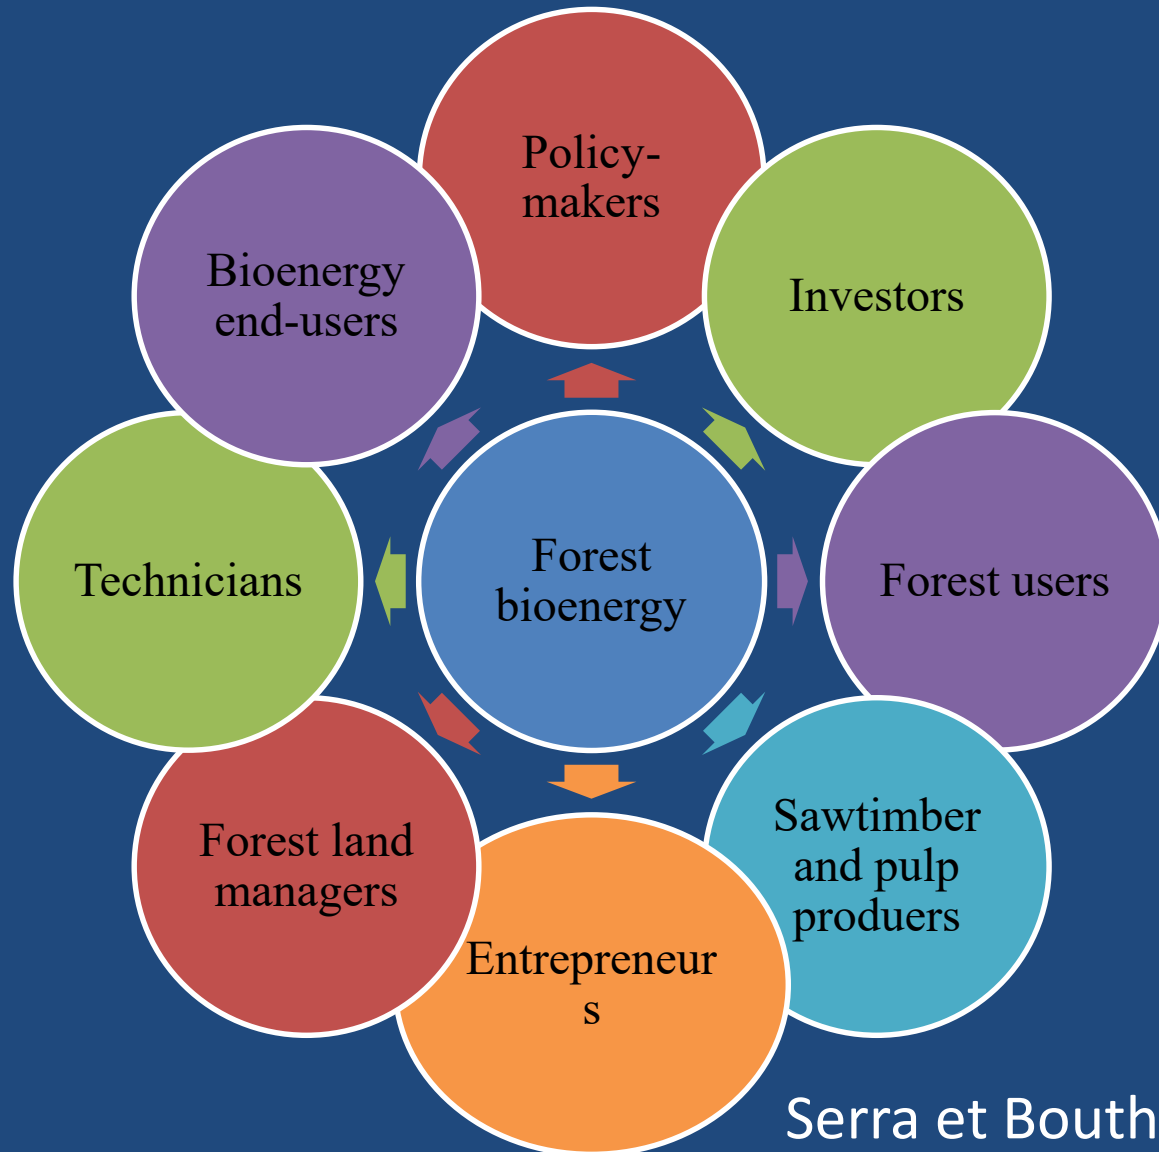 Policy-
makers
Bioenergy
end-users
Investors
Technicians
Forest
bioenergy
Forest users
Forest land
managers
Sawtimber
and pulp
produers
Entrepreneur
s
Serra et Bouth